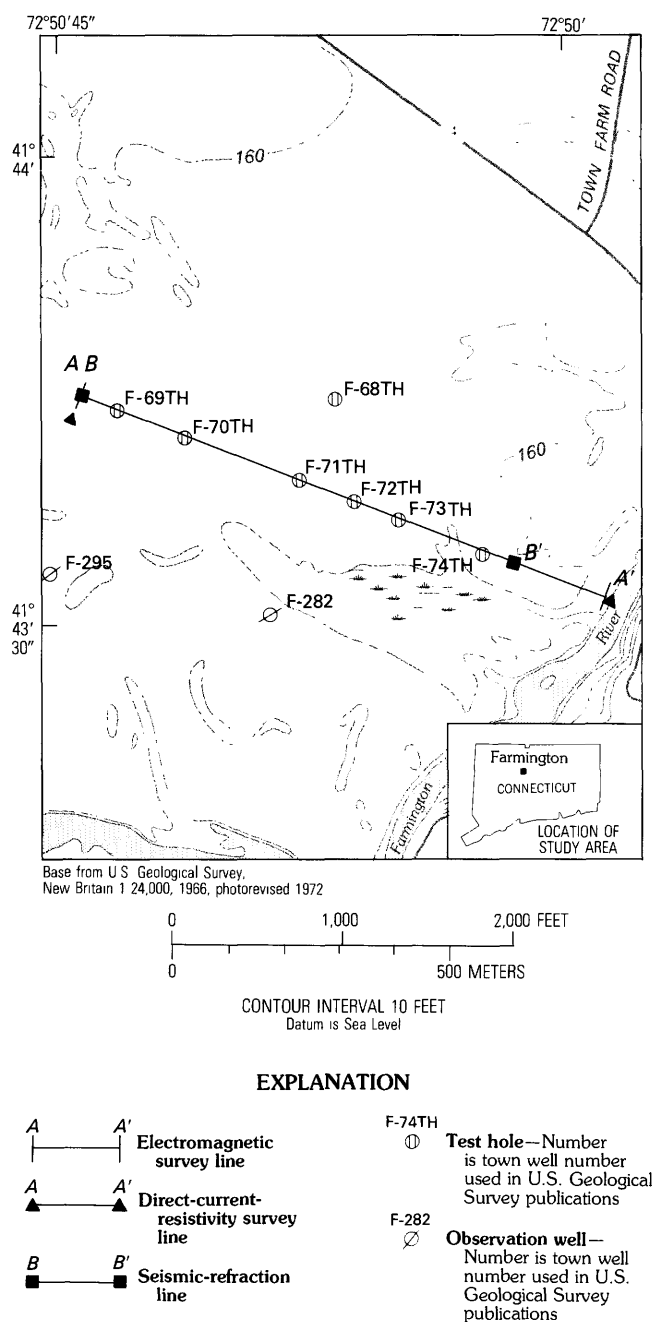 72°50'45"
72°50'
41°
44'
160
TOWN FARM ROAD
A B
F-69TH
F-68TH
F-70TH
160
F-71TH
F-72TH
F-73TH
F-74TH
B'
A'
F-295
F-282
41°
43'
30"
River
Farmington
Farmington
CONNECTICUT
LOCATION OF
STUDY AREA
Base from U S Geological Survey,
New Britain 1 24,000, 1966, photorevised 1972
0 1,000 2,000 FEET
0 500 METERS
CONTOUR INTERVAL 10 FEET
Datum is Sea Level
EXPLANATION
A A'
Electromagnetic
survey line
A A'
Direct-current-
resistivity survey
line
B B'
Seismic-refraction
line
F-74TH
Test hole—Number
is town well number
used in U.S. Geological
Survey publications
F-282
Observation well—
Number is town well
number used in U.S.
Geological Survey
publications